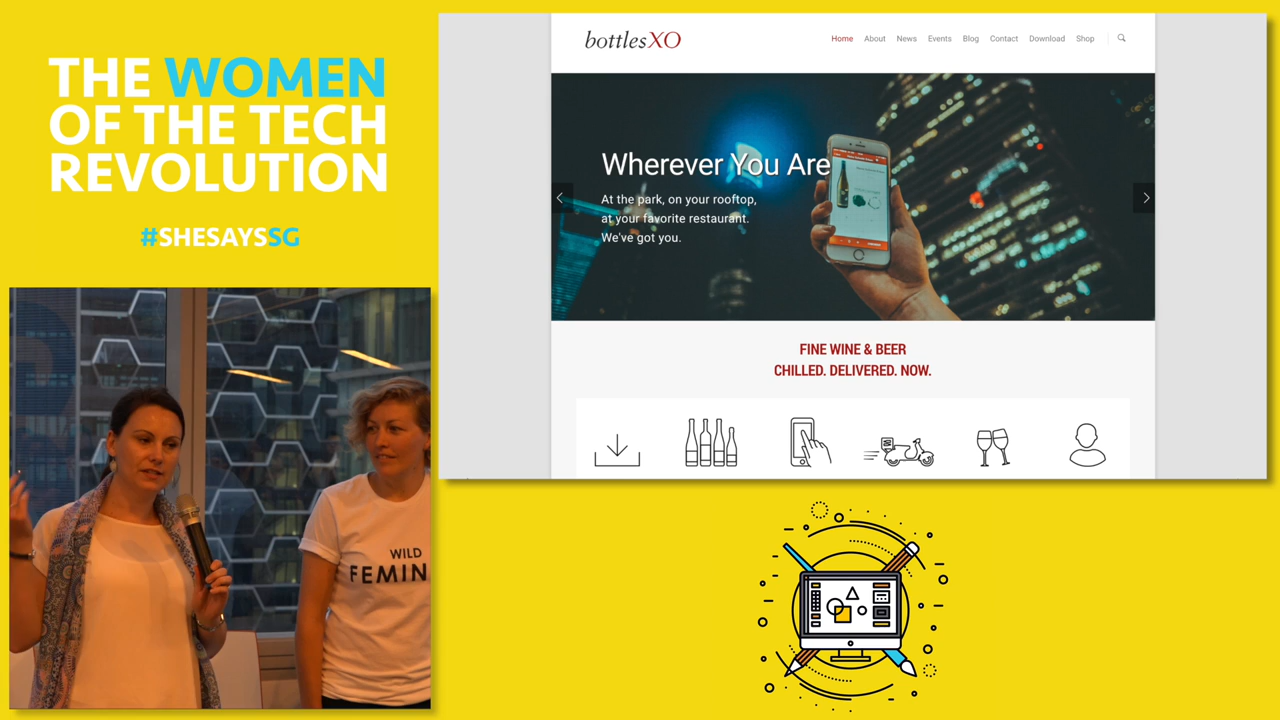 THE WOMEN
OF THE TECH
REVOLUTION
#SHESAYSSG
bottlesXO
Home About News Events Blog Contact Download Shop
Wherever You Are
At the park, on your rooftop,
at your favorite restaurant.
We've got you.
FINE WINE & BEER
CHILLED. DELIVERED. NOW.
WILD
FEMIN